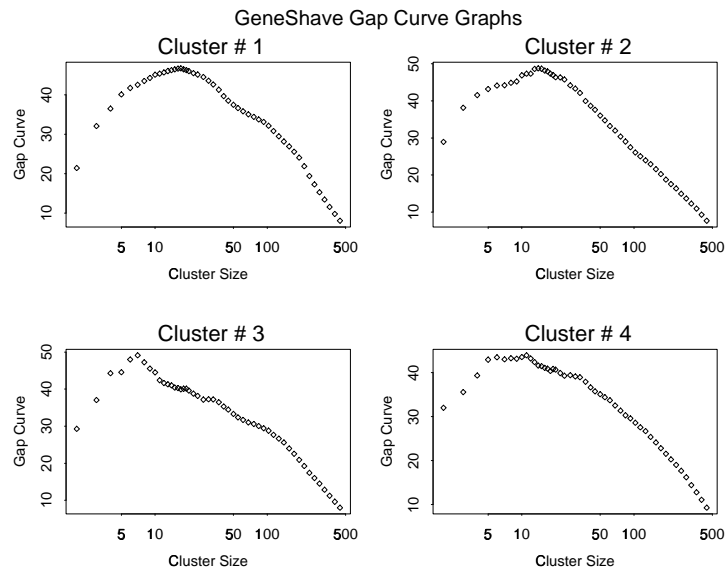 GeneShave Gap Curve Graphs
Cluster # 1
Gap Curve
10 20 30 40
5 10 50 100 500
Cluster Size
Cluster # 2
Gap Curve
0 10 20 30 40 50
5 10 50 100 500
Cluster Size
Cluster # 3
Gap Curve
10 20 30 40 50
5 10 50 100 500
Cluster Size
Cluster # 4
Gap Curve
10 20 30 40
5 10 50 100 500
Cluster Size